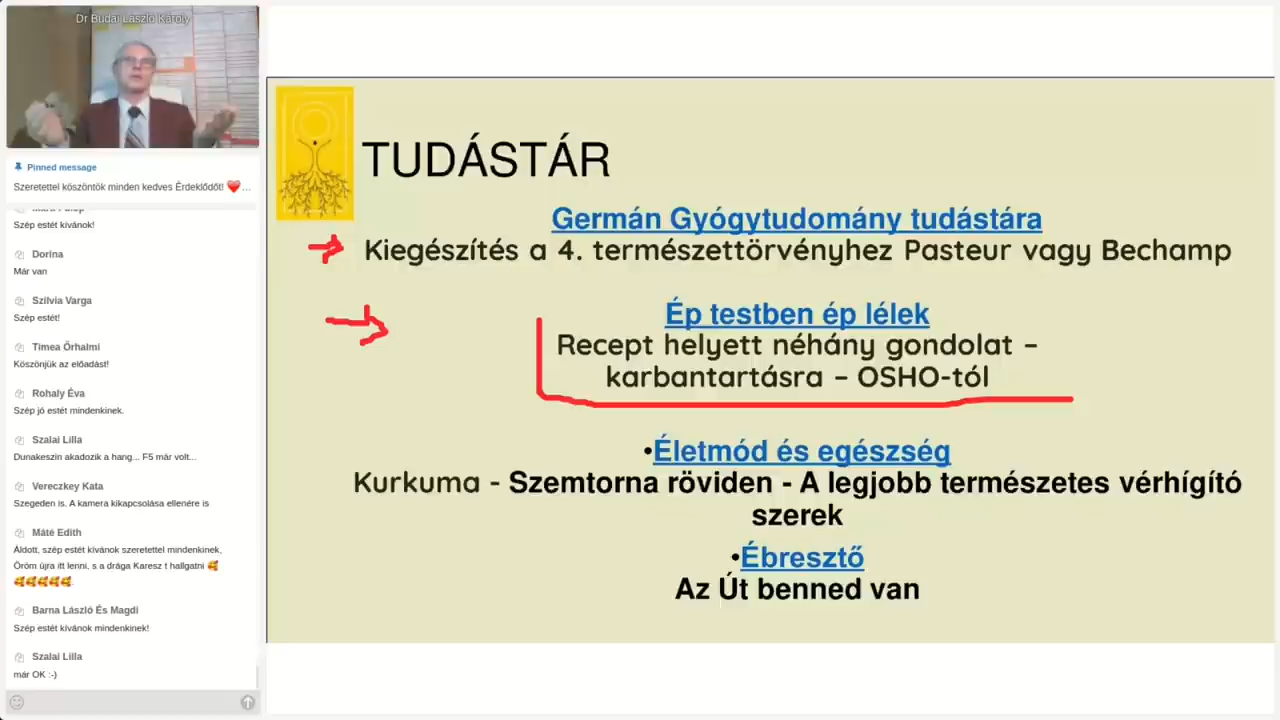 Dr Budai László Károly
Pinned message
Szeretettel köszöntök minden kedves Érdeklődőt! ❤️ ...
Szép estét kívánok!
Dorina
Már van
Szilvia Varga
Szép estét!
Timea Őrhalmi
Köszönjük az előadást!
Rohaly Éva
Szép jó estét mindenkinek.
Szalai Lilla
Dunakeszin akadozik a hang... F5 már volt...
Vereczkey Kata
Szegeden is. A kamera kikapcsolása ellenére is
Máté Edith
Áldott, szép estét kívánok szeretettel mindenkinek,
Öröm újra itt lenni, s a drága Karesz t hallgatni 🥰
🥰🥰🥰🥰🥰.
Barna László És Magdi
Szép estét kívánok mindenkinek!
Szalai Lilla
már OK :-)
TUDÁSTÁR
Germán Gyógytudomány tudástára
Kiegészítés a 4. természettörvényhez Pasteur vagy Bechamp
Ép testben ép lélek
Recept helyett néhány gondolat –
karbantartásra – OSHO-tól
•Életmód és egészség
Kurkuma - Szemtorna röviden - A legjobb természetes vérhígító
szerek
•Ébresztő
Az Út benned van